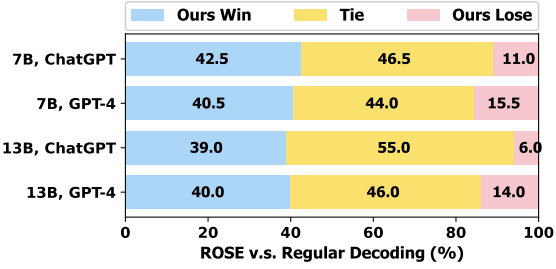 Ours Win Tie Ours Lose
7B, ChatGPT 42.5 46.5 11.0
7B, GPT-4 40.5 44.0 15.5
13B, ChatGPT 39.0 55.0 6.0
13B, GPT-4 40.0 46.0 14.0
0 20 40 60 80 100
ROSE v.s. Regular Decoding (%)